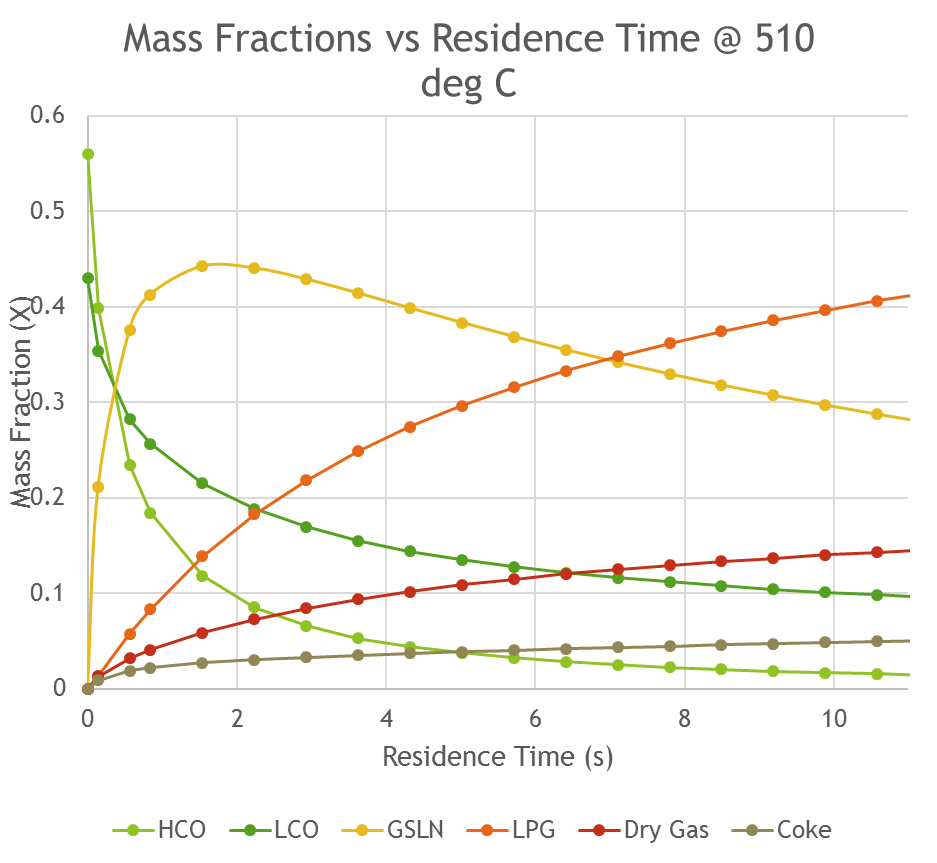 Mass Fractions vs Residence Time @ 510
deg C
0.6
0.5
0.4
0.3
0.2
0.1
0
Mass Fraction (X)
0 2 4 6 8 10
Residence Time (s)
HCO LCO GSLN LPG Dry Gas Coke